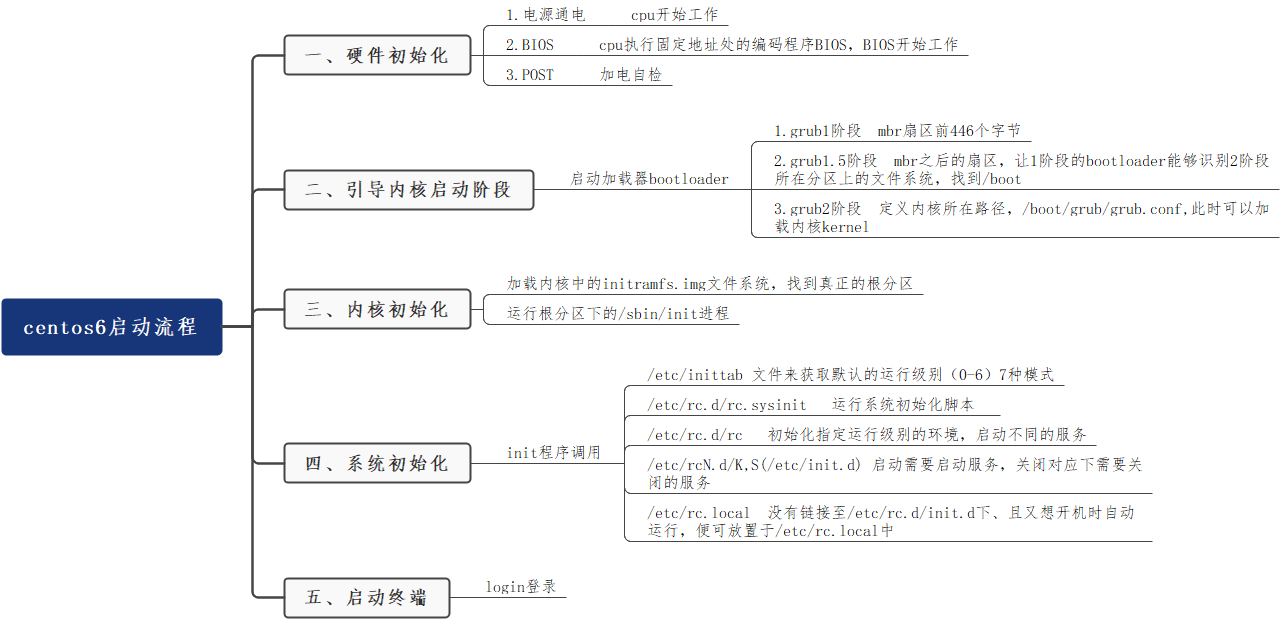 centos6启动流程
一、硬件初始化
1.电源通电 cpu开始工作
2.BIOS cpu执行固定地址处的编码程序BIOS，BIOS开始工作
3.POST 加电自检
二、引导内核启动阶段
启动加载器bootloader
1.grub1阶段 mbr扇区前446个字节
2.grub1.5阶段 mbr之后的扇区，让1阶段的bootloader能够识别2阶段
所在分区上的文件系统，找到/boot
3.grub2阶段 定义内核所在路径，/boot/grub/grub.conf,此时可以加
载内核kernel
三、内核初始化
加载内核中的initramfs.img文件系统，找到真正的根分区
运行根分区下的/sbin/init进程
四、系统初始化
init程序调用
/etc/inittab 文件来获取默认的运行级别（0-6）7种模式
/etc/rc.d/rc.sysinit 运行系统初始化脚本
/etc/rc.d/rc 初始化指定运行级别的环境，启动不同的服务
/etc/rcN.d/K,S(/etc/init.d) 启动需要启动服务，关闭对应下需要关
闭的服务
/etc/rc.local 没有链接至/etc/rc.d/init.d下、且又想开机时自动
运行，便可放置于/etc/rc.local中
五、启动终端
login登录